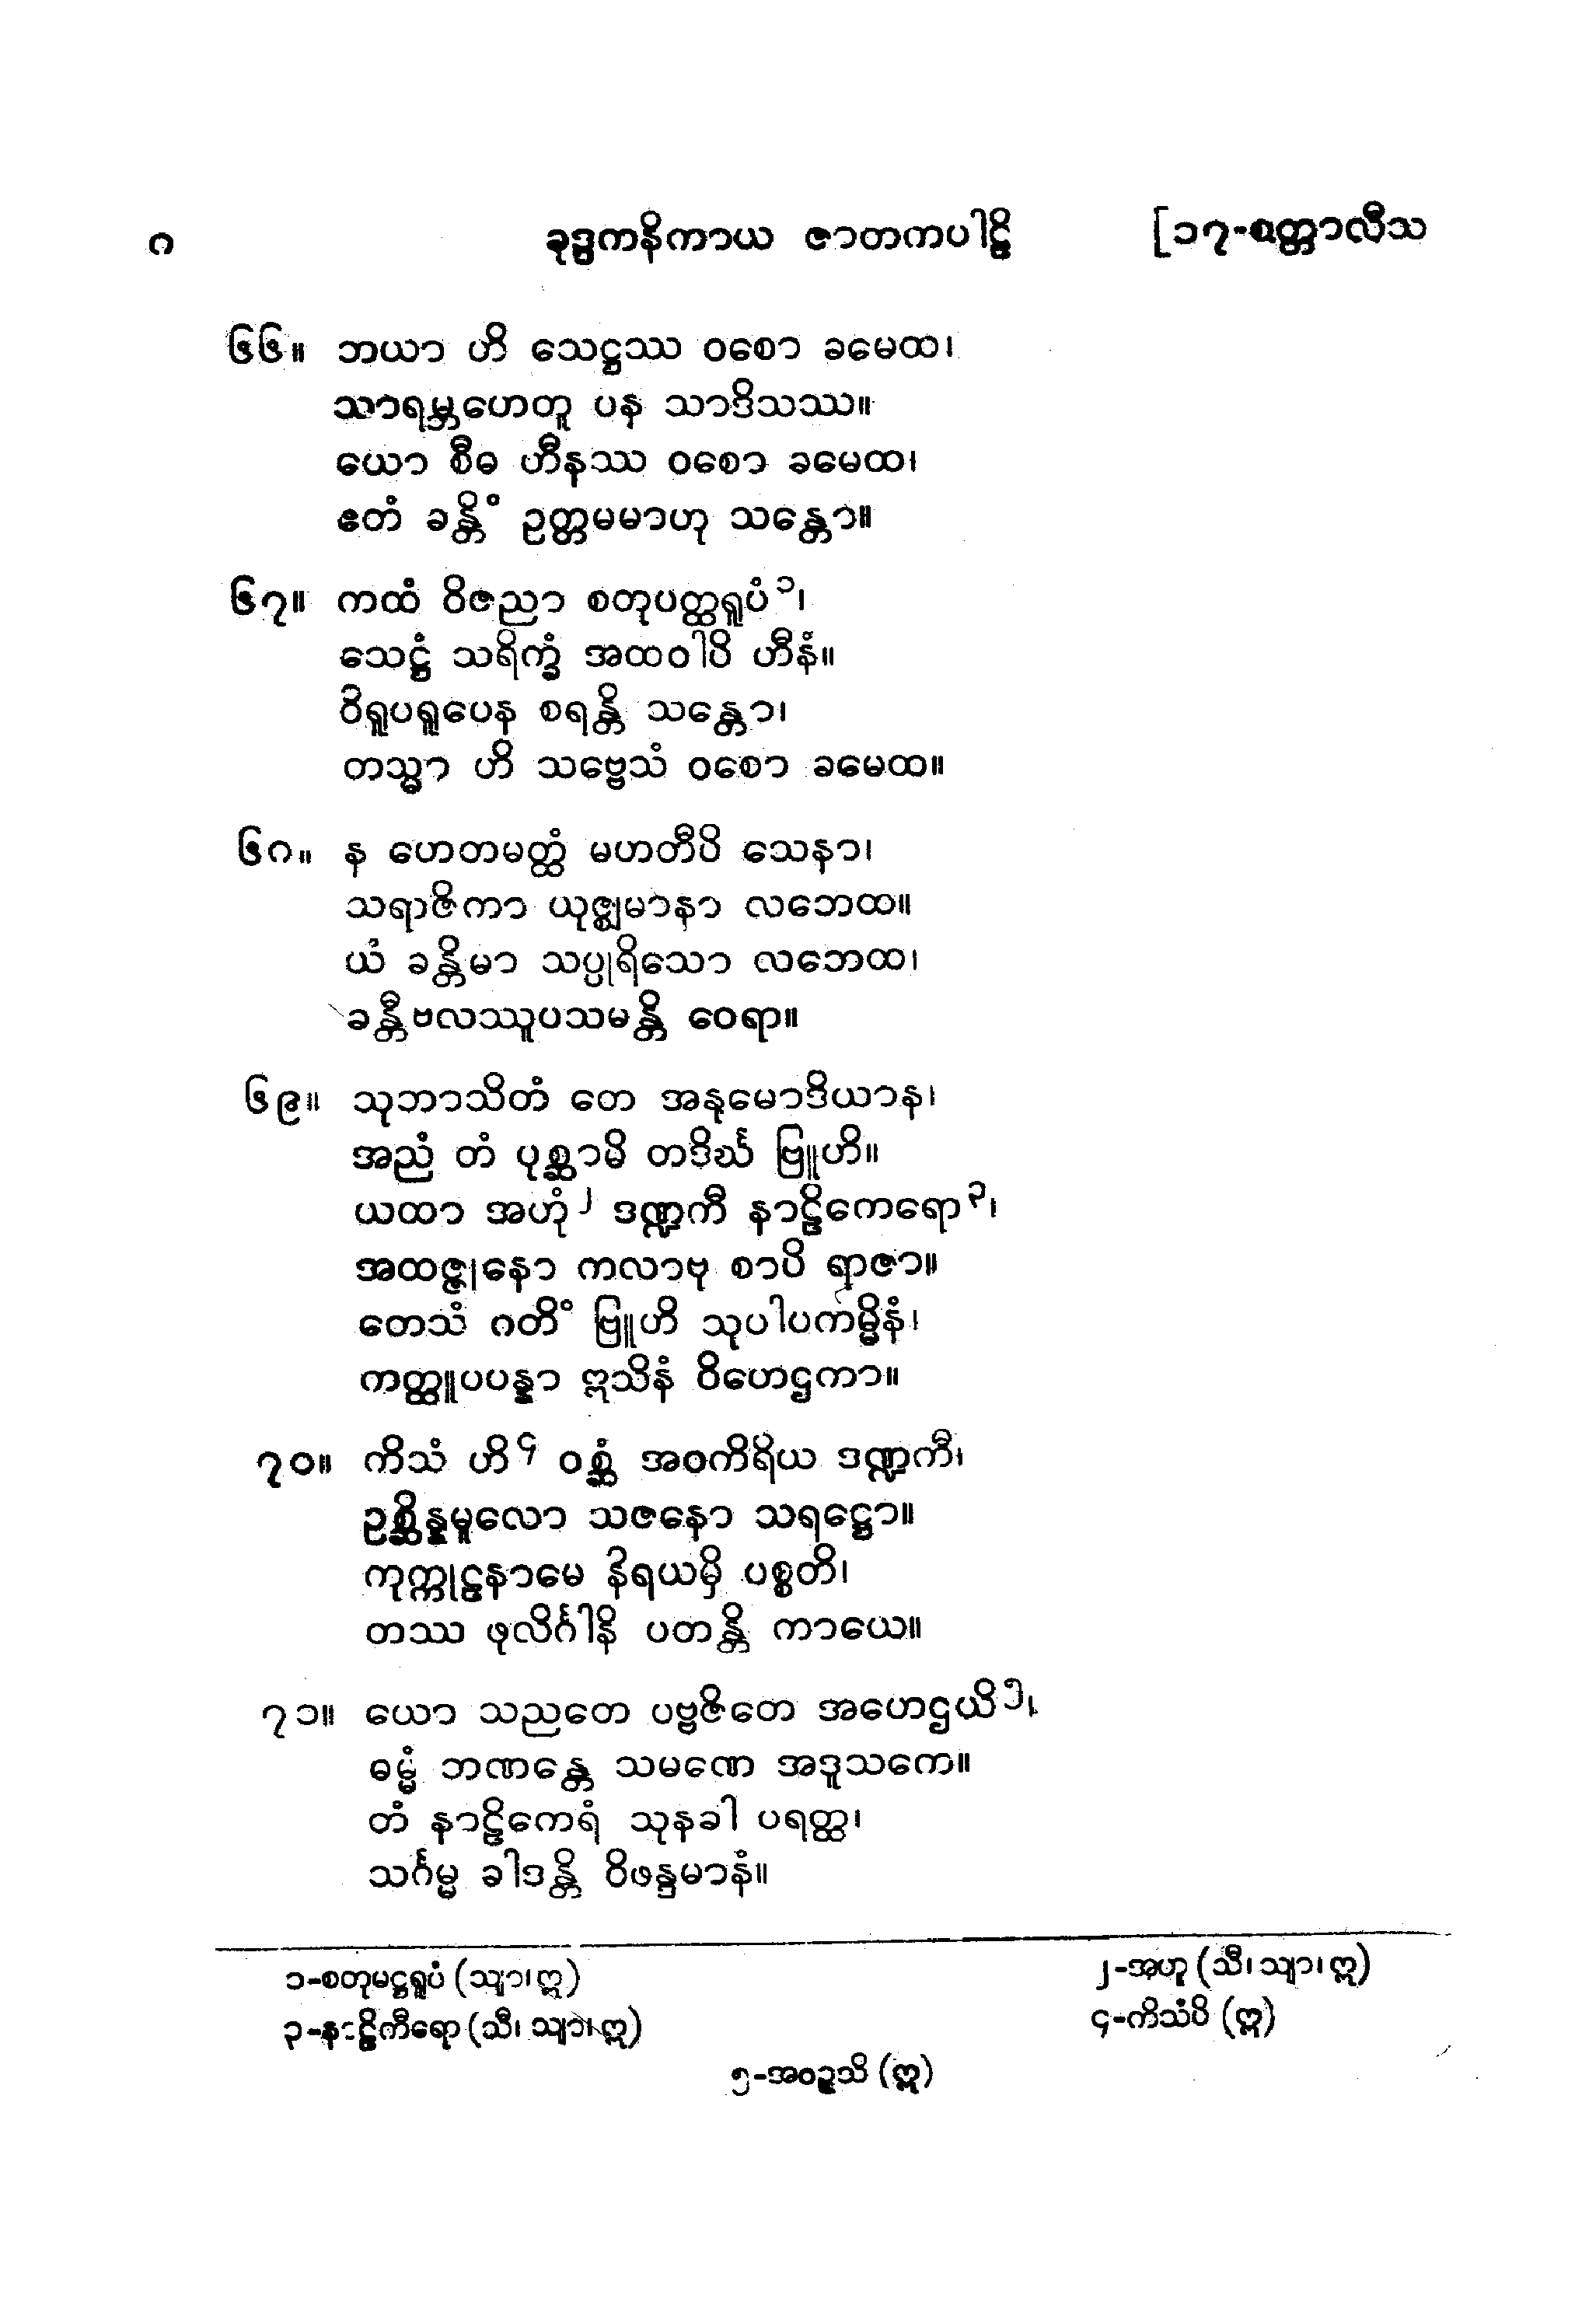 ၈ ခုဒ္ဒကနိကာယ ဇာတကပါဠိ [၁၇-စတ္တာလီသ
၆၆။ ဘယာ ဟိ သေဋ္ဌဿ ဝစော ခမေထ၊
သာရမ္ဘဟေတူ ပန သာဒိသဿ။
ယော စီဓ ဟီနဿ ဝစော ခမေထ၊
ဧတံ ခန္တိံ ဥတ္တမမာဟု သန္တော။
၆၇။ ကထံ ဝိဇညာ စတုပတ္ထရူပံ၁၊
သေဋ္ဌံ သရိက္ခံ အထဝါပိ ဟီနံ။
ဝိရူပရူပေန စရန္တိ သန္တော၊
တသ္မာ ဟိ သဗ္ဗေသံ ဝစော ခမေထ။
၆၈။ န ဟေတမတ္ထံ မဟတီပိ သေနာ၊
သရာဇိကာ ယုဇ္ဈမာနာ လဘေထ။
ယံ ခန္တိမာ သပ္ပုရိသော လဘေထ၊
ခန္တီဗလဿူပသမန္တိ ဝေရာ။
၆၉။ သုဘာသိတံ တေ အနုမောဒိယာန၊
အညံ တံ ပုစ္ဆာမိ တဒိင်္ဃ ဗြူဟိ။
ယထာ အဟုံ၂ ဒဏ္ဍကီ နာဠိကေရော၃၊
အထဇ္ဇုနော ကလာဗု စာပိ ရာဇာ။
တေသံ ဂတိံ ဗြူဟိ သုပါပကမ္မိနံ၊
ကတ္ထူပပန္နာ ဣသိနံ ဝိဟေဌကာ။
၇၀။ ကိသံ ဟိ၄ ဝစ္ဆံ အဝကိရိယ ဒဏ္ဍကီ၊
ဥစ္ဆိန္နမူလော သဇနော သရဋ္ဌော။
ကုက္ကုဠနာမေ နိရယမှိ ပစ္စတိ၊
တဿ ဖုလိင်္ဂါနိ ပတန္တိ ကာယေ။
၇၁။ ယော သညတေ ပဗ္ဗဇိတေ အဟေဌယိ၅၊
ဓမ္မံ ဘဏန္တေ သမဏေ အဒူသကေ။
တံ နာဠိကေရံ သုနခါ ပရတ္ထ၊
သင်္ဂမ္မ ခါဒန္တိ ဝိဖန္ဒမာနံ။
၁-စတုမဋ္ဌရူပံ (သျာ၊ဣ) ၂-အဟူ (သီ၊ သျာ၊ ဣ)
၃-နာဠိကီရော (သီ၊ သျာ၊ ဣ) ၄-ကိသံပိ (ဣ)
၅-အဝဉ္စသိ (ဣ)